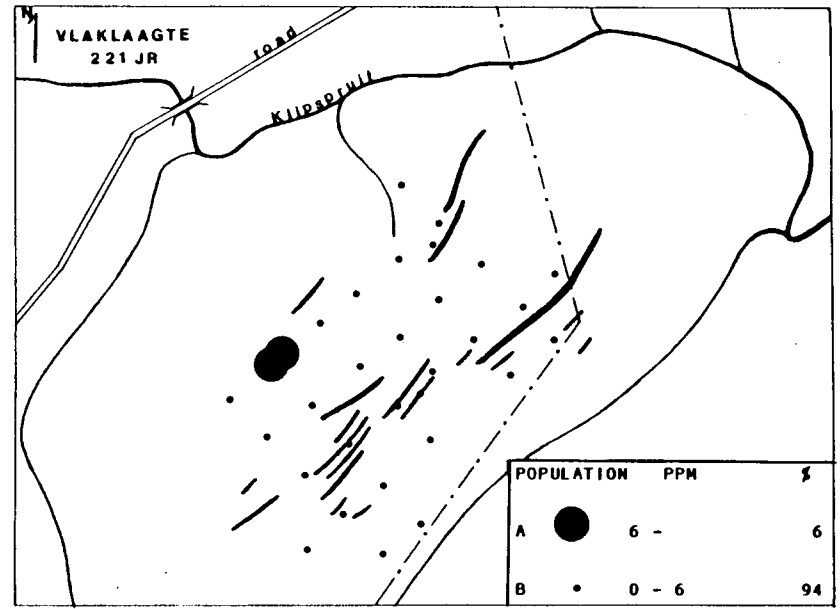 N
VLAKLAAGTE
221 JR
road
Klipspruit
POPULATION PPM %
A 6 - 6
B 0 - 6 94